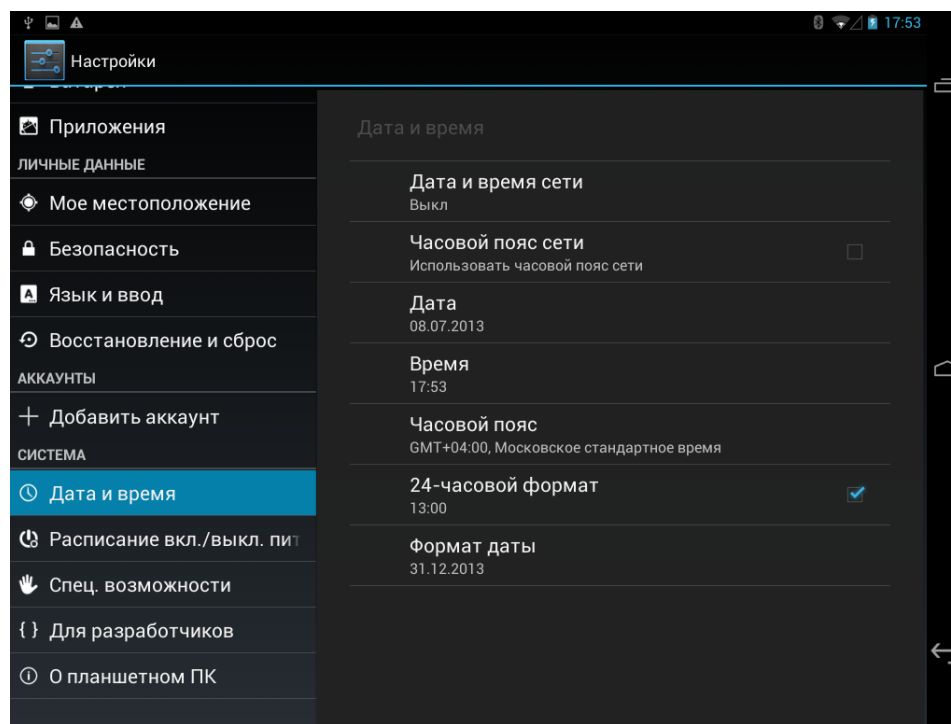 17:53
Настройки
Приложения
ЛИЧНЫЕ ДАННЫЕ
Мое местоположение
Безопасность
Язык и ввод
Восстановление и сброс
АККАУНТЫ
Добавить аккаунт
СИСТЕМА
Дата и время
Расписание вкл./выкл. пит
Спец. возможности
Для разработчиков
О планшетном ПК
Дата и время
Дата и время сети
Выкл
Часовой пояс сети
Использовать часовой пояс сети
Дата
08.07.2013
Время
17:53
Часовой пояс
GMT+04:00, Московское стандартное время
24-часовой формат
13:00
Формат даты
31.12.2013